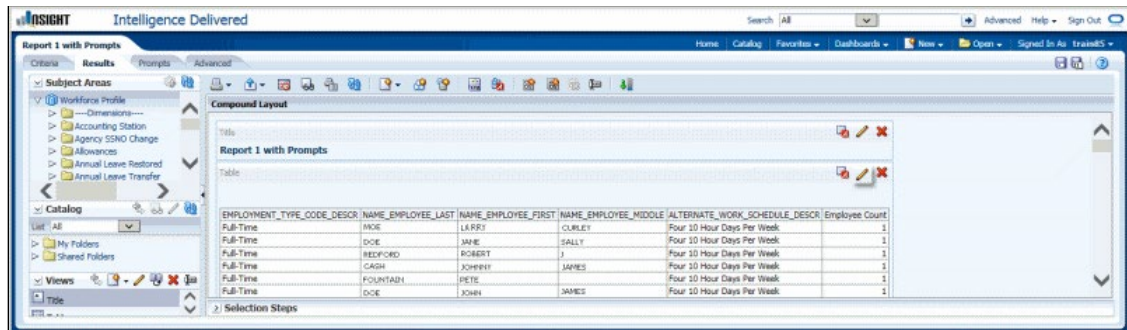 INSIGHT Intelligence Delivered Search All Advanced Help Sign Out
Report 1 with Prompts Home Catalog Favorites Dashboards New Open Signed In As train85
Criteria Results Prompts Advanced
Subject Areas
Workforce Profile
----Dimensions----
Accounting Station
Agency SSNO Change
Allowances
Annual Leave Restored
Annual Leave Transfer
Catalog
List All
My Folders
Shared Folders
Views
Title
Compound Layout
Title
Report 1 with Prompts
Table
EMPLOYMENT_TYPE_CODE_DESCR NAME_EMPLOYEE_LAST NAME_EMPLOYEE_FIRST NAME_EMPLOYEE_MIDDLE ALTERNATE_WORK_SCHEDULE_DESCR Employee Count
Full-Time MOE LARRY CURLEY Four 10 Hour Days Per Week 1
Full-Time DOE JANE SALLY Four 10 Hour Days Per Week 1
Full-Time REDFORD ROBERT J Four 10 Hour Days Per Week 1
Full-Time CASH JOHNNY JAMES Four 10 Hour Days Per Week 1
Full-Time FOUNTAIN PETE Four 10 Hour Days Per Week 1
Full-Time DOE JOHN JAMES Four 10 Hour Days Per Week 1
Selection Steps